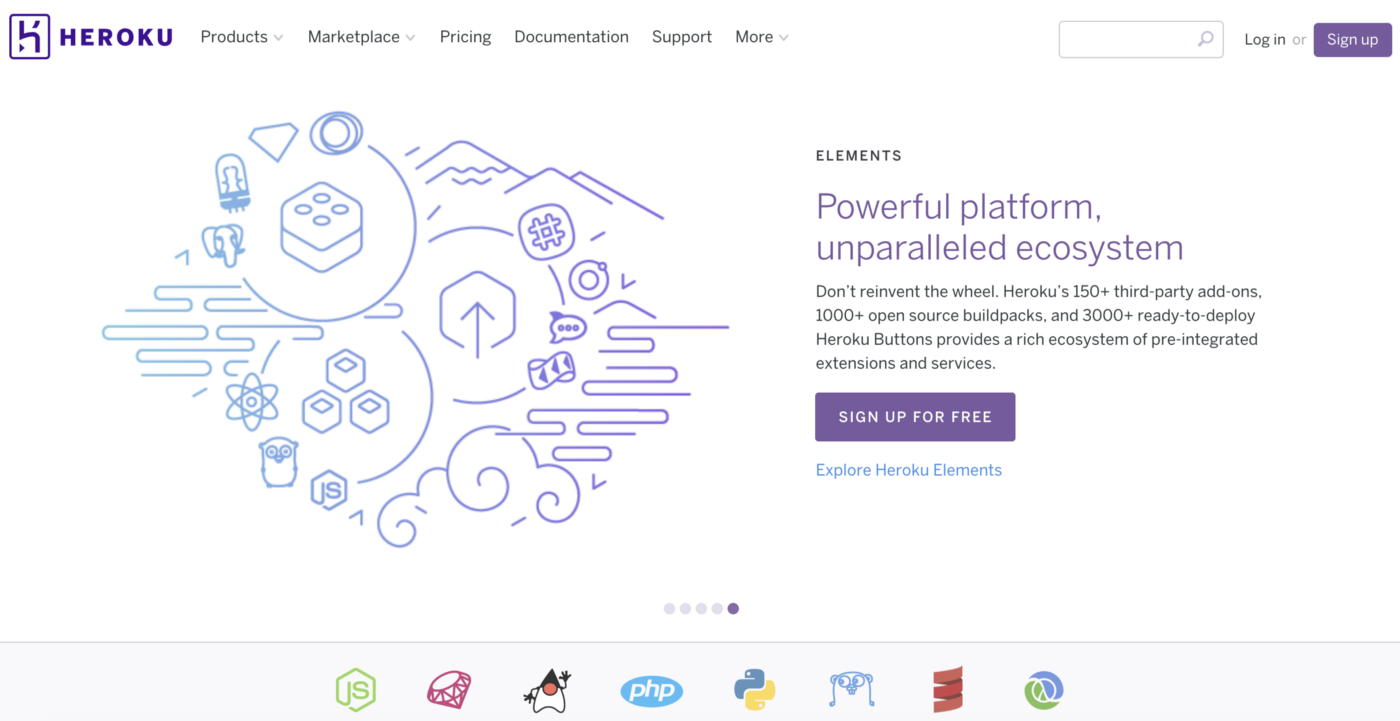 HEROKU
Products
Marketplace
Pricing
Documentation
Support
More
Log in or
Sign up
ELEMENTS
Powerful platform,
unparalleled ecosystem
Don’t reinvent the wheel. Heroku’s 150+ third-party add-ons,
1000+ open source buildpacks, and 3000+ ready-to-deploy
Heroku Buttons provides a rich ecosystem of pre-integrated
extensions and services.
SIGN UP FOR FREE
Explore Heroku Elements
JS
JS
php